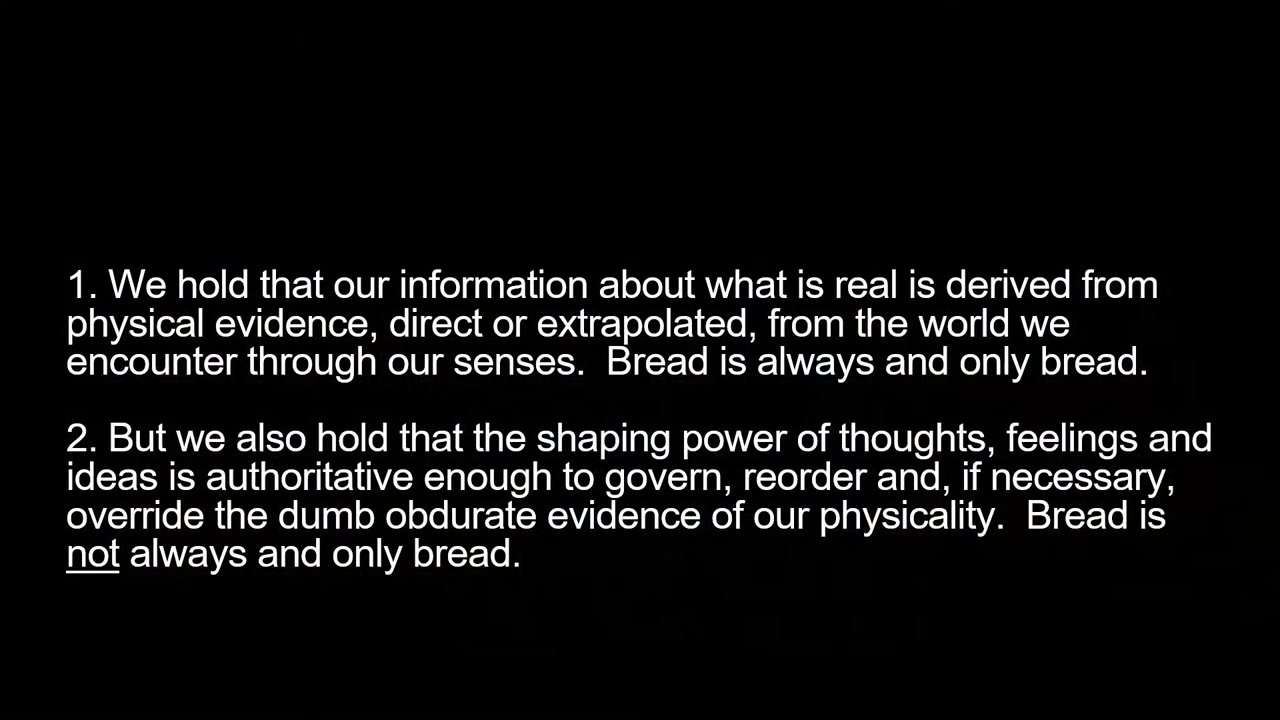 1. We hold that our information about what is real is derived from
physical evidence, direct or extrapolated, from the world we
encounter through our senses.  Bread is always and only bread.
2. But we also hold that the shaping power of thoughts, feelings and
ideas is authoritative enough to govern, reorder and, if necessary,
override the dumb obdurate evidence of our physicality.  Bread is
not always and only bread.